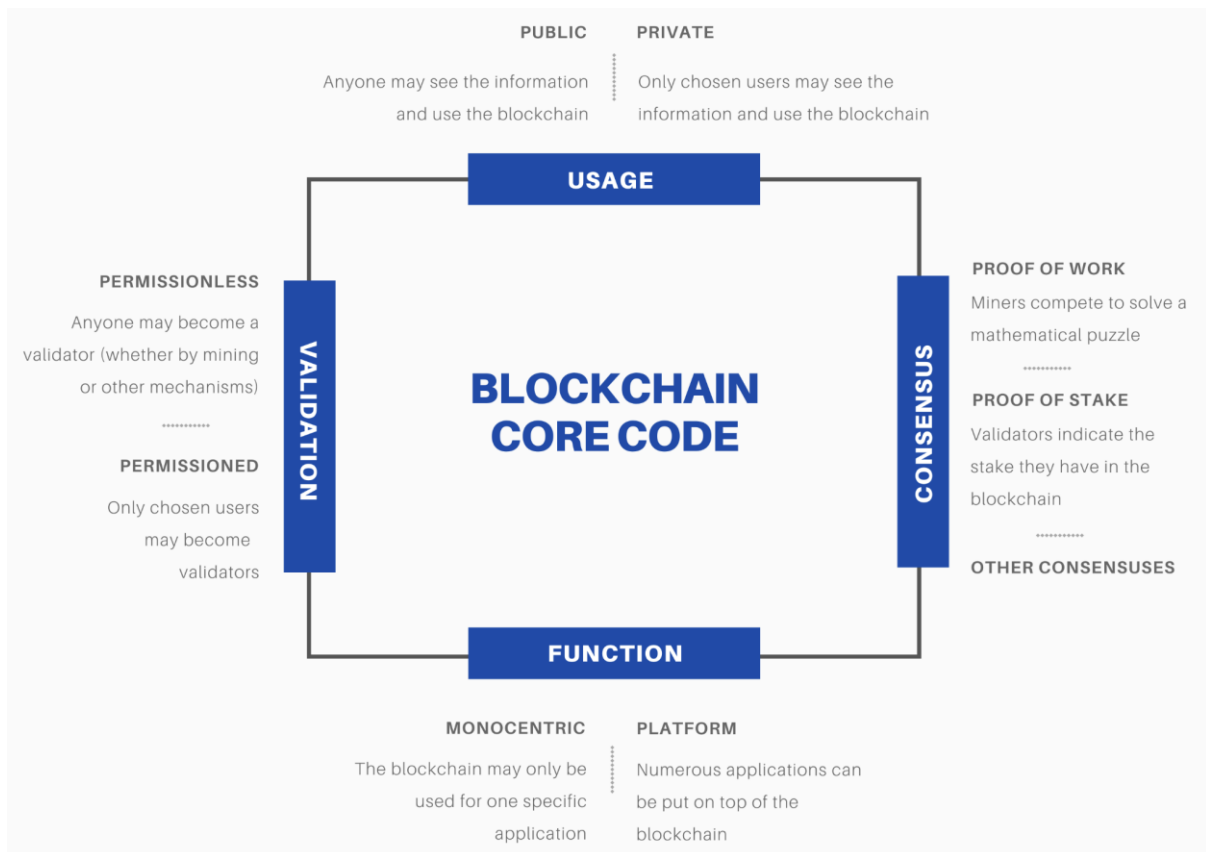 PUBLIC
Anyone may see the information
and use the blockchain
PRIVATE
Only chosen users may see the
information and use the blockchain
USAGE
PERMISSIONLESS
Anyone may become a
validator (whether by mining
or other mechanisms)
PERMISSIONED
Only chosen users
may become
validators
VALIDATION
BLOCKCHAIN
CORE CODE
CONSENSUS
PROOF OF WORK
Miners compete to solve a
mathematical puzzle
PROOF OF STAKE
Validators indicate the
stake they have in the
blockchain
OTHER CONSENSUSES
FUNCTION
MONOCENTRIC
The blockchain may only be
used for one specific
application
PLATFORM
Numerous applications can
be put on top of the
blockchain